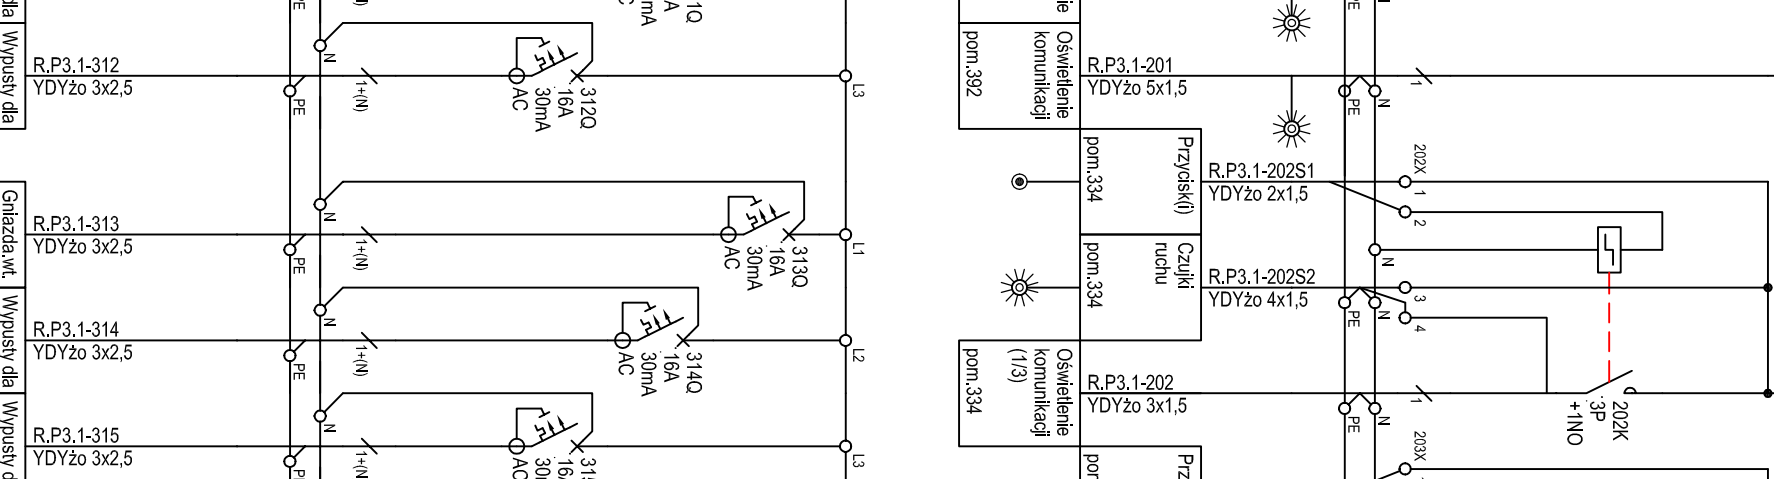 dla
Wypusty dla
R.P3.1-312
YDYżo 3x2,5
PE
N
1+(N)
mA
1Q
AC
30mA
.16A
312Q
L3
Gniazda.wt.
R.P3.1-313
YDYżo 3x2,5
PE
N
1+(N)
AC
30mA
.16A
313Q
L1
Wypusty dla
R.P3.1-314
YDYżo 3x2,5
PE
N
1+(N)
AC
30mA
.16A
314Q
L2
Wypusty d
R.P3.1-315
YDYżo 3x2,5
N
1+(N)
AC
L3
ie
Oświetlenie
komunikacji
pom.392
R.P3.1-201
YDYżo 5x1,5
PE
N
1
Przycisk(i)
pom.334
R.P3.1-202S1
YDYżo 2x1,5
202X
1
2
N
Czujki
ruchu
pom.334
R.P3.1-202S2
YDYżo 4x1,5
PE
N
3
4
Oświetlenie
komunikacji
(1/3)
pom.334
R.P3.1-202
YDYżo 3x1,5
PE
N
1
202K
.3P
+1NO
203X
Prz